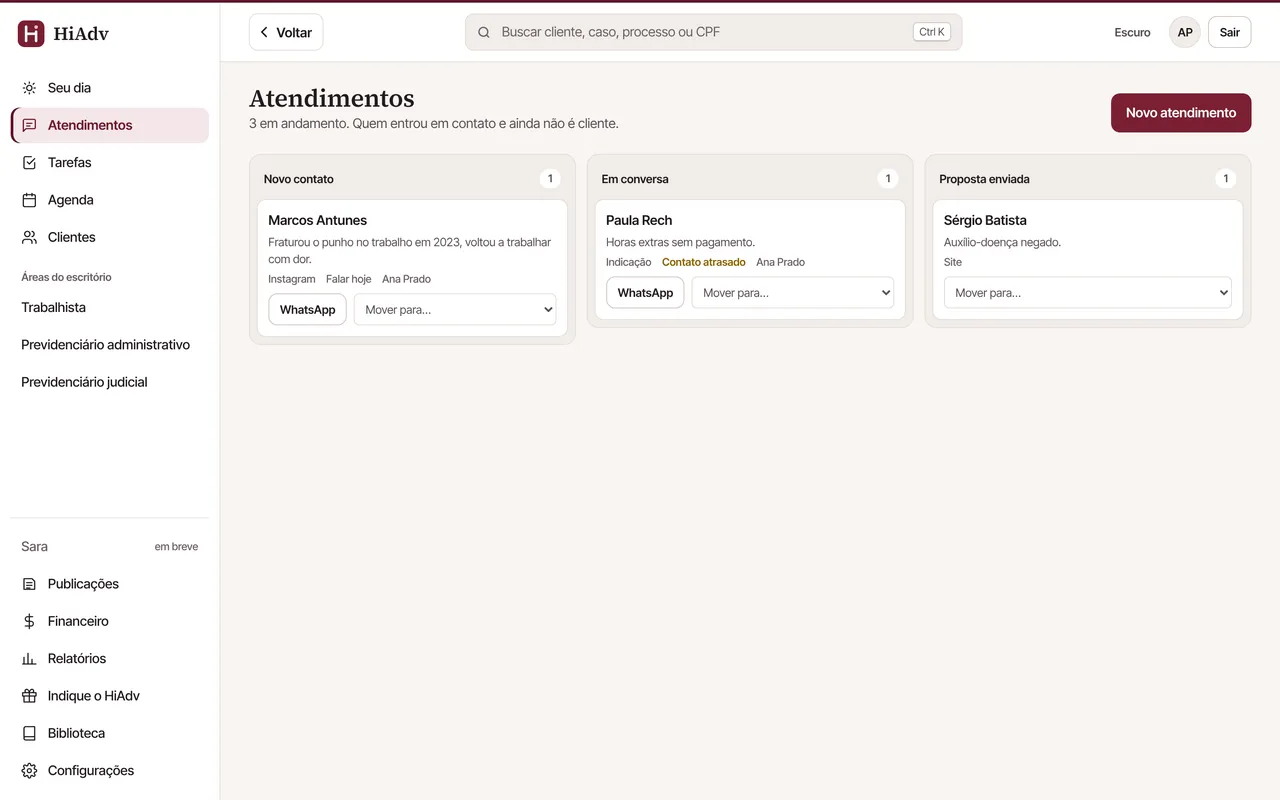 HiAdv
Voltar
Buscar cliente, caso, processo ou CPF
Ctrl K
Escuro
AP
Sair
Seu dia
Atendimentos
Tarefas
Agenda
Clientes
Áreas do escritório
Trabalhista
Previdenciário administrativo
Previdenciário judicial
Sara
em breve
Publicações
Financeiro
Relatórios
Indique o HiAdv
Biblioteca
Configurações
Atendimentos
3 em andamento. Quem entrou em contato e ainda não é cliente.
Novo atendimento
Novo contato
1
Marcos Antunes
Fraturou o punho no trabalho em 2023, voltou a trabalhar
com dor.
Instagram Falar hoje Ana Prado
WhatsApp
Mover para...
Em conversa
1
Paula Rech
Horas extras sem pagamento.
Indicação Contato atrasado Ana Prado
WhatsApp
Mover para...
Proposta enviada
1
Sérgio Batista
Auxílio-doença negado.
Site
Mover para...